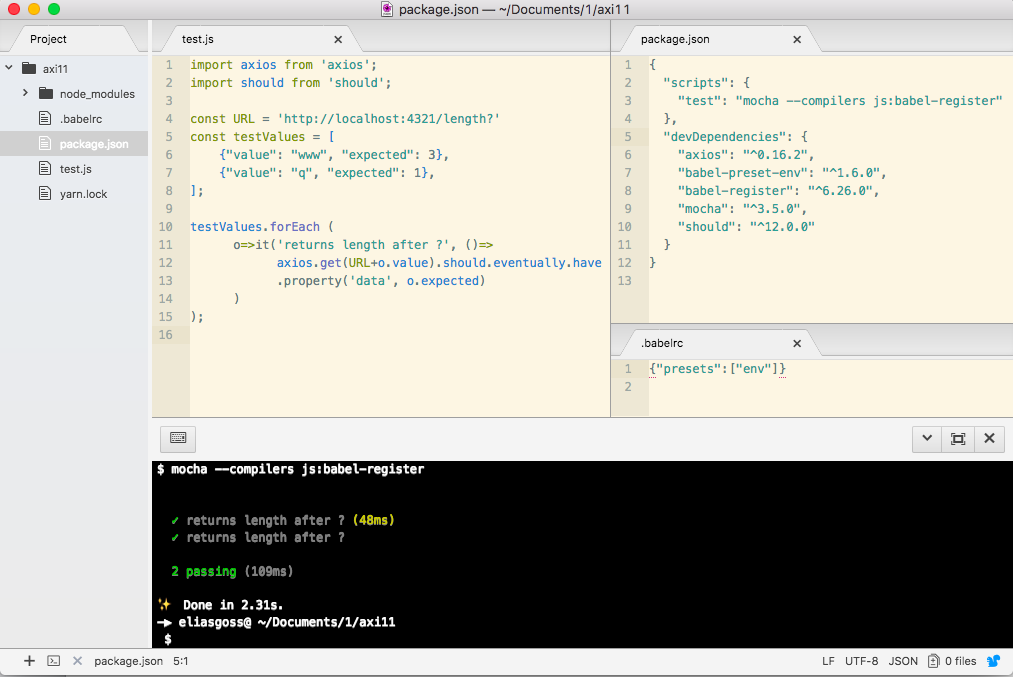 package.json — ~/Documents/1/axi11
Project
axi11
node_modules
.babelrc
package.json
test.js
yarn.lock
test.js
1 import axios from 'axios';
2 import should from 'should';
3
4 const URL = 'http://localhost:4321/length?'
5 const testValues = [
6     {"value": "www", "expected": 3},
7     {"value": "q", "expected": 1},
8 ];
9
10 testValues.forEach (
11       o=>it('returns length after ?', ()=>
12             axios.get(URL+o.value).should.eventually.have
13             .property('data', o.expected)
14       )
15 );
16
package.json
1 {
2   "scripts": {
3     "test": "mocha --compilers js:babel-register"
4   },
5   "devDependencies": {
6     "axios": "^0.16.2",
7     "babel-preset-env": "^1.6.0",
8     "babel-register": "^6.26.0",
9     "mocha": "^3.5.0",
10     "should": "^12.0.0"
11   }
12 }
13
.babelrc
1 {"presets":["env"]}
2
$ mocha --compilers js:babel-register
✓ returns length after ? (48ms)
✓ returns length after ?
2 passing (109ms)
✨ Done in 2.31s.
➜ eliasgoss@ ~/Documents/1/axi11
$
package.json 5:1
LF UTF-8 JSON 0 files